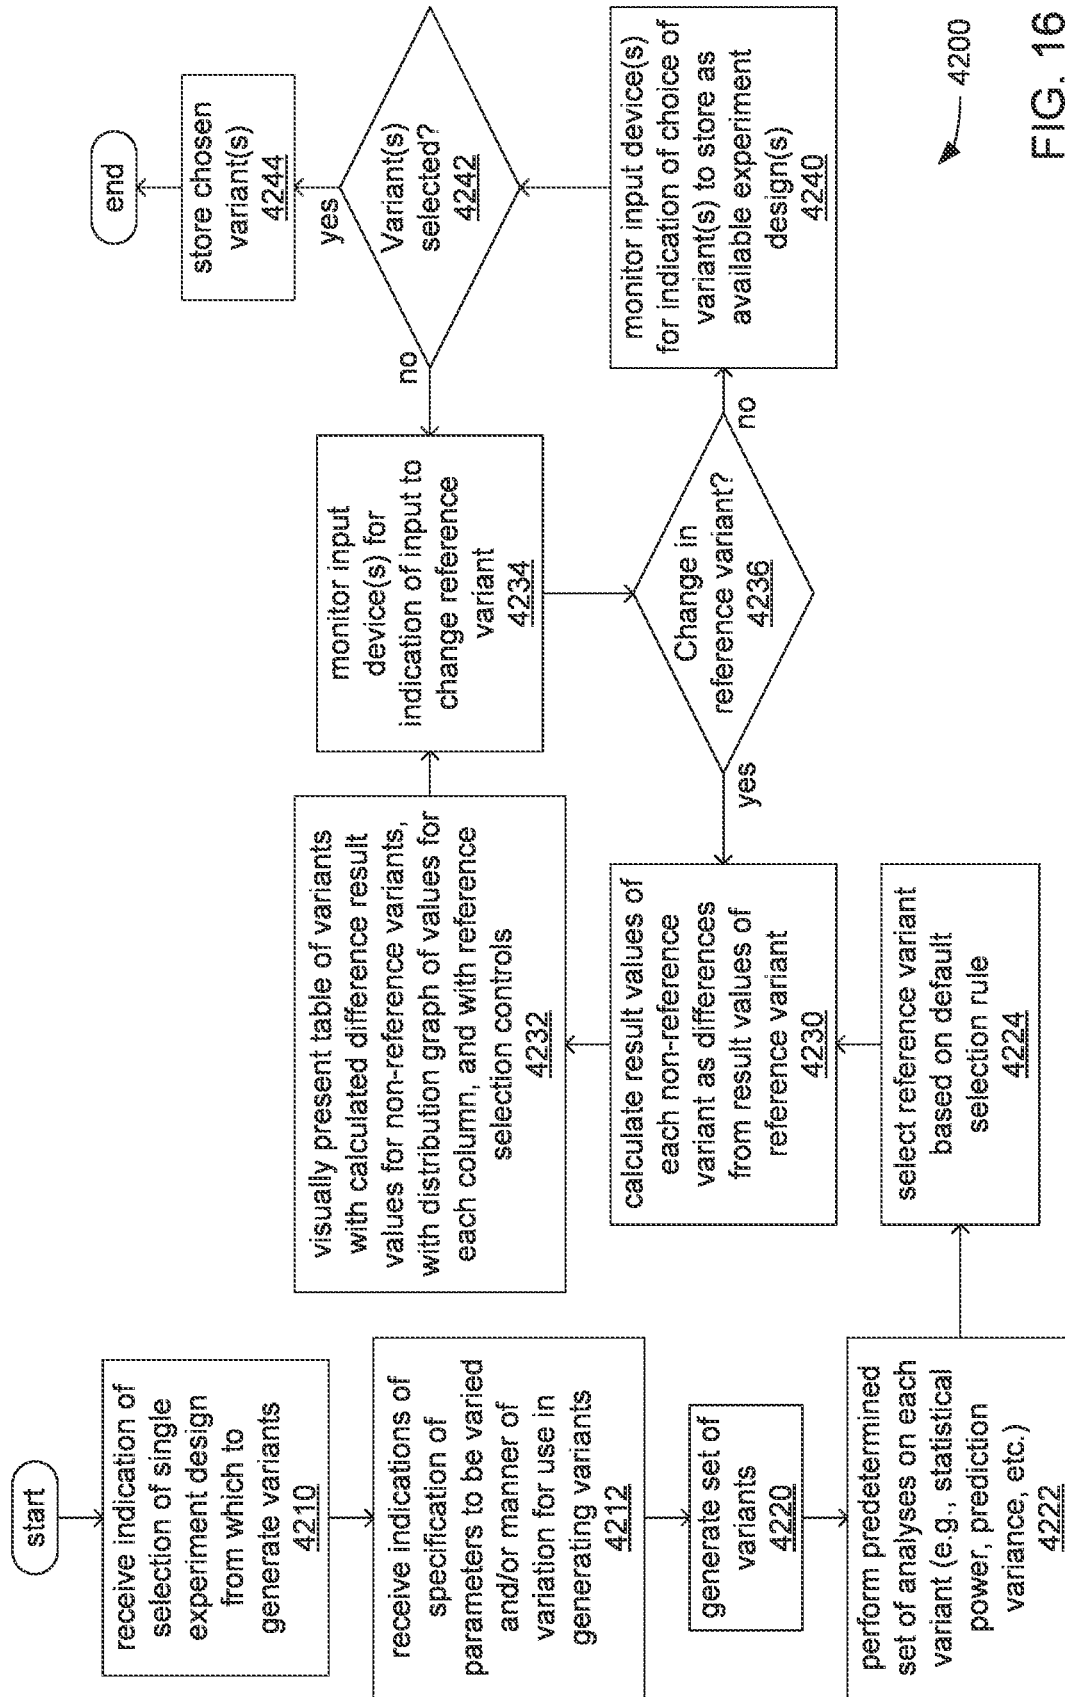 start
receive indication of
selection of single
experiment design
from which to
generate variants
4210
receive indications of
specification of
parameters to be varied
and/or manner of
variation for use in
generating variants
4212
generate set of
variants
4220
perform predetermined
set of analyses on each
variant (e.g., statistical
power, prediction
variance, etc.)
4222
select reference variant
based on default
selection rule
4224
calculate result values of
each non-reference
variant as differences
from result values of
reference variant
4230
visually present table of variants
with calculated difference result
values for non-reference variants,
with distribution graph of values for
each column, and with reference
selection controls
4232
monitor input
device(s) for
indication of input to
change reference
variant
4234
Change in
reference variant?
4236
yes
no
monitor input device(s)
for indication of choice of
variant(s) to store as
available experiment
design(s)
4240
Variant(s)
selected?
4242
no
yes
store chosen
variant(s)
4244
end
4200
FIG. 16